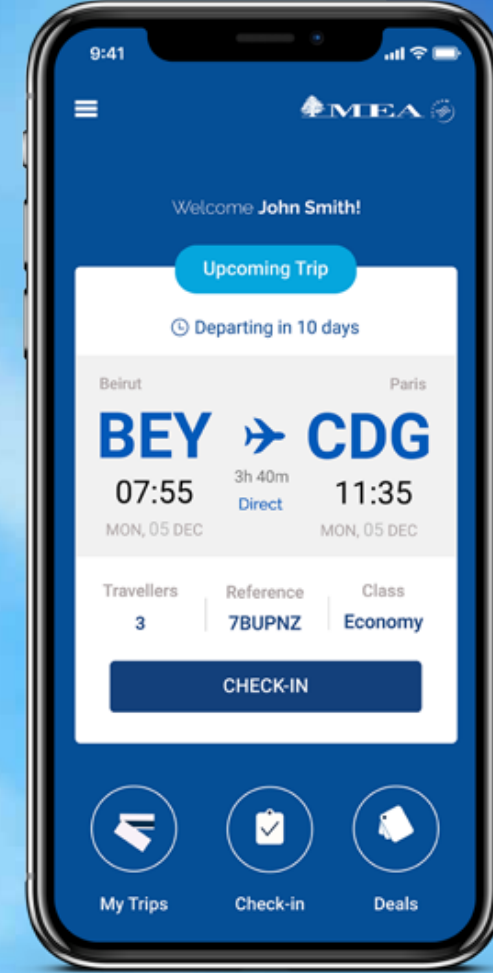 9:41
MEA
Welcome John Smith!
Upcoming Trip
Departing in 10 days
Beirut Paris
BEY CDG
3h 40m
07:55 11:35
Direct
MON, 05 DEC MON, 05 DEC
Travellers Reference Class
3 7BUPNZ Economy
CHECK-IN
My Trips Check-in Deals